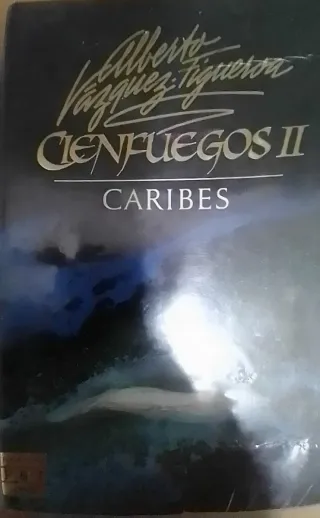 Alberto
Vázquez-Figueroa
CIENFUEGOS II
CARIBES